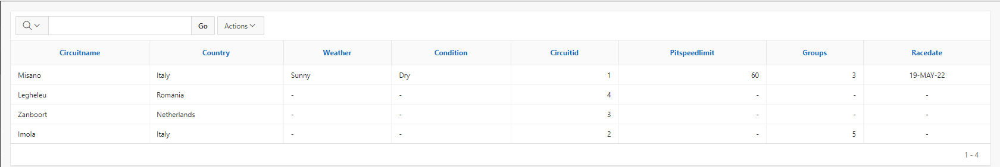 Go Actions
Circuitname Country Weather Condition Circuitid Pitspeedlimit Groups Racedate
Misano Italy Sunny Dry 1 60 3 19-MAY-22
Legheleu Romania - - 4 - - -
Zanboort Netherlands - - 3 - - -
Imola Italy - - 2 - 5 -
1 - 4